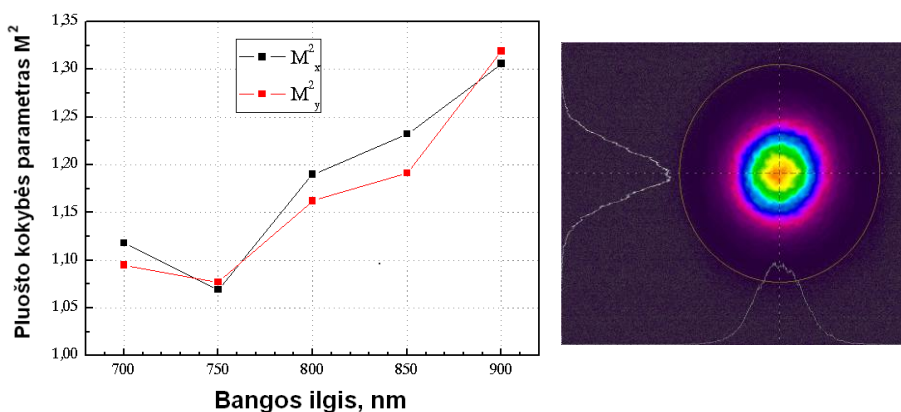 Pluošto kokybės parametras M²
1,35
1,30
1,25
1,20
1,15
1,10
1,05
1,00
M²x
M²y
700 750 800 850 900
Bangos ilgis, nm